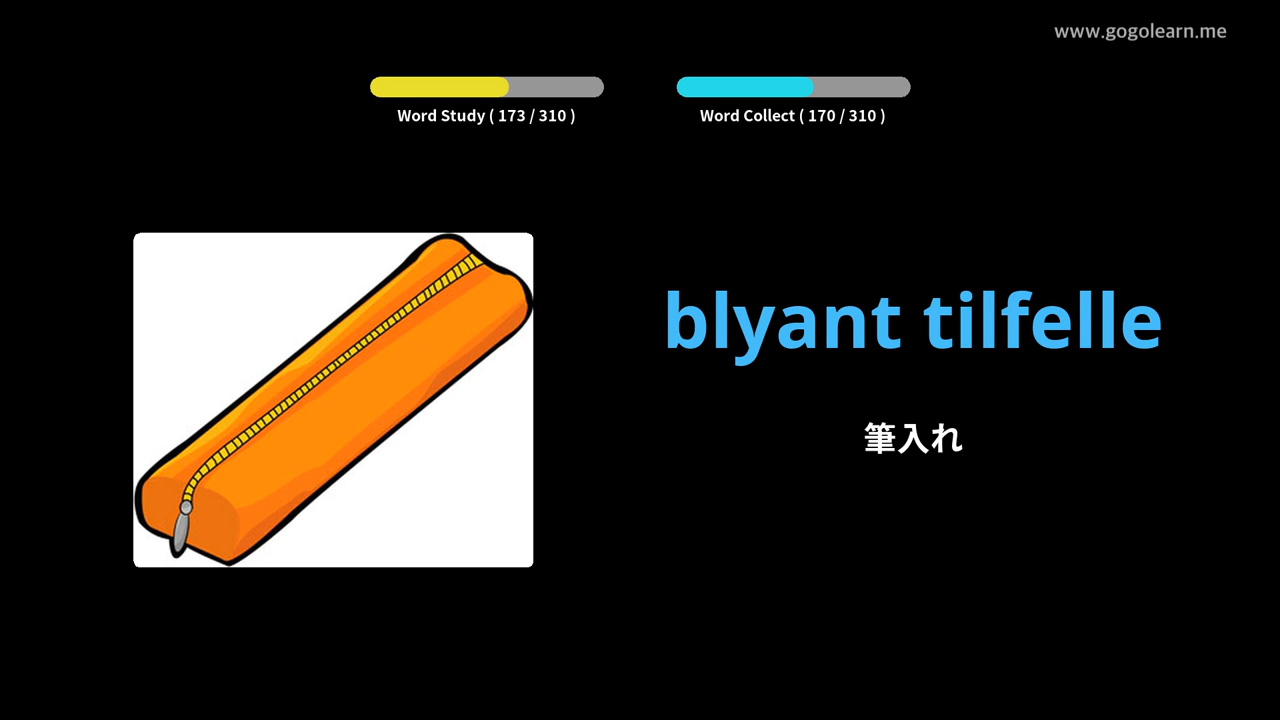 www.gogolearn.me
Word Study ( 173 / 310 )
Word Collect ( 170 / 310 )
blyant tilfelle
筆入れ